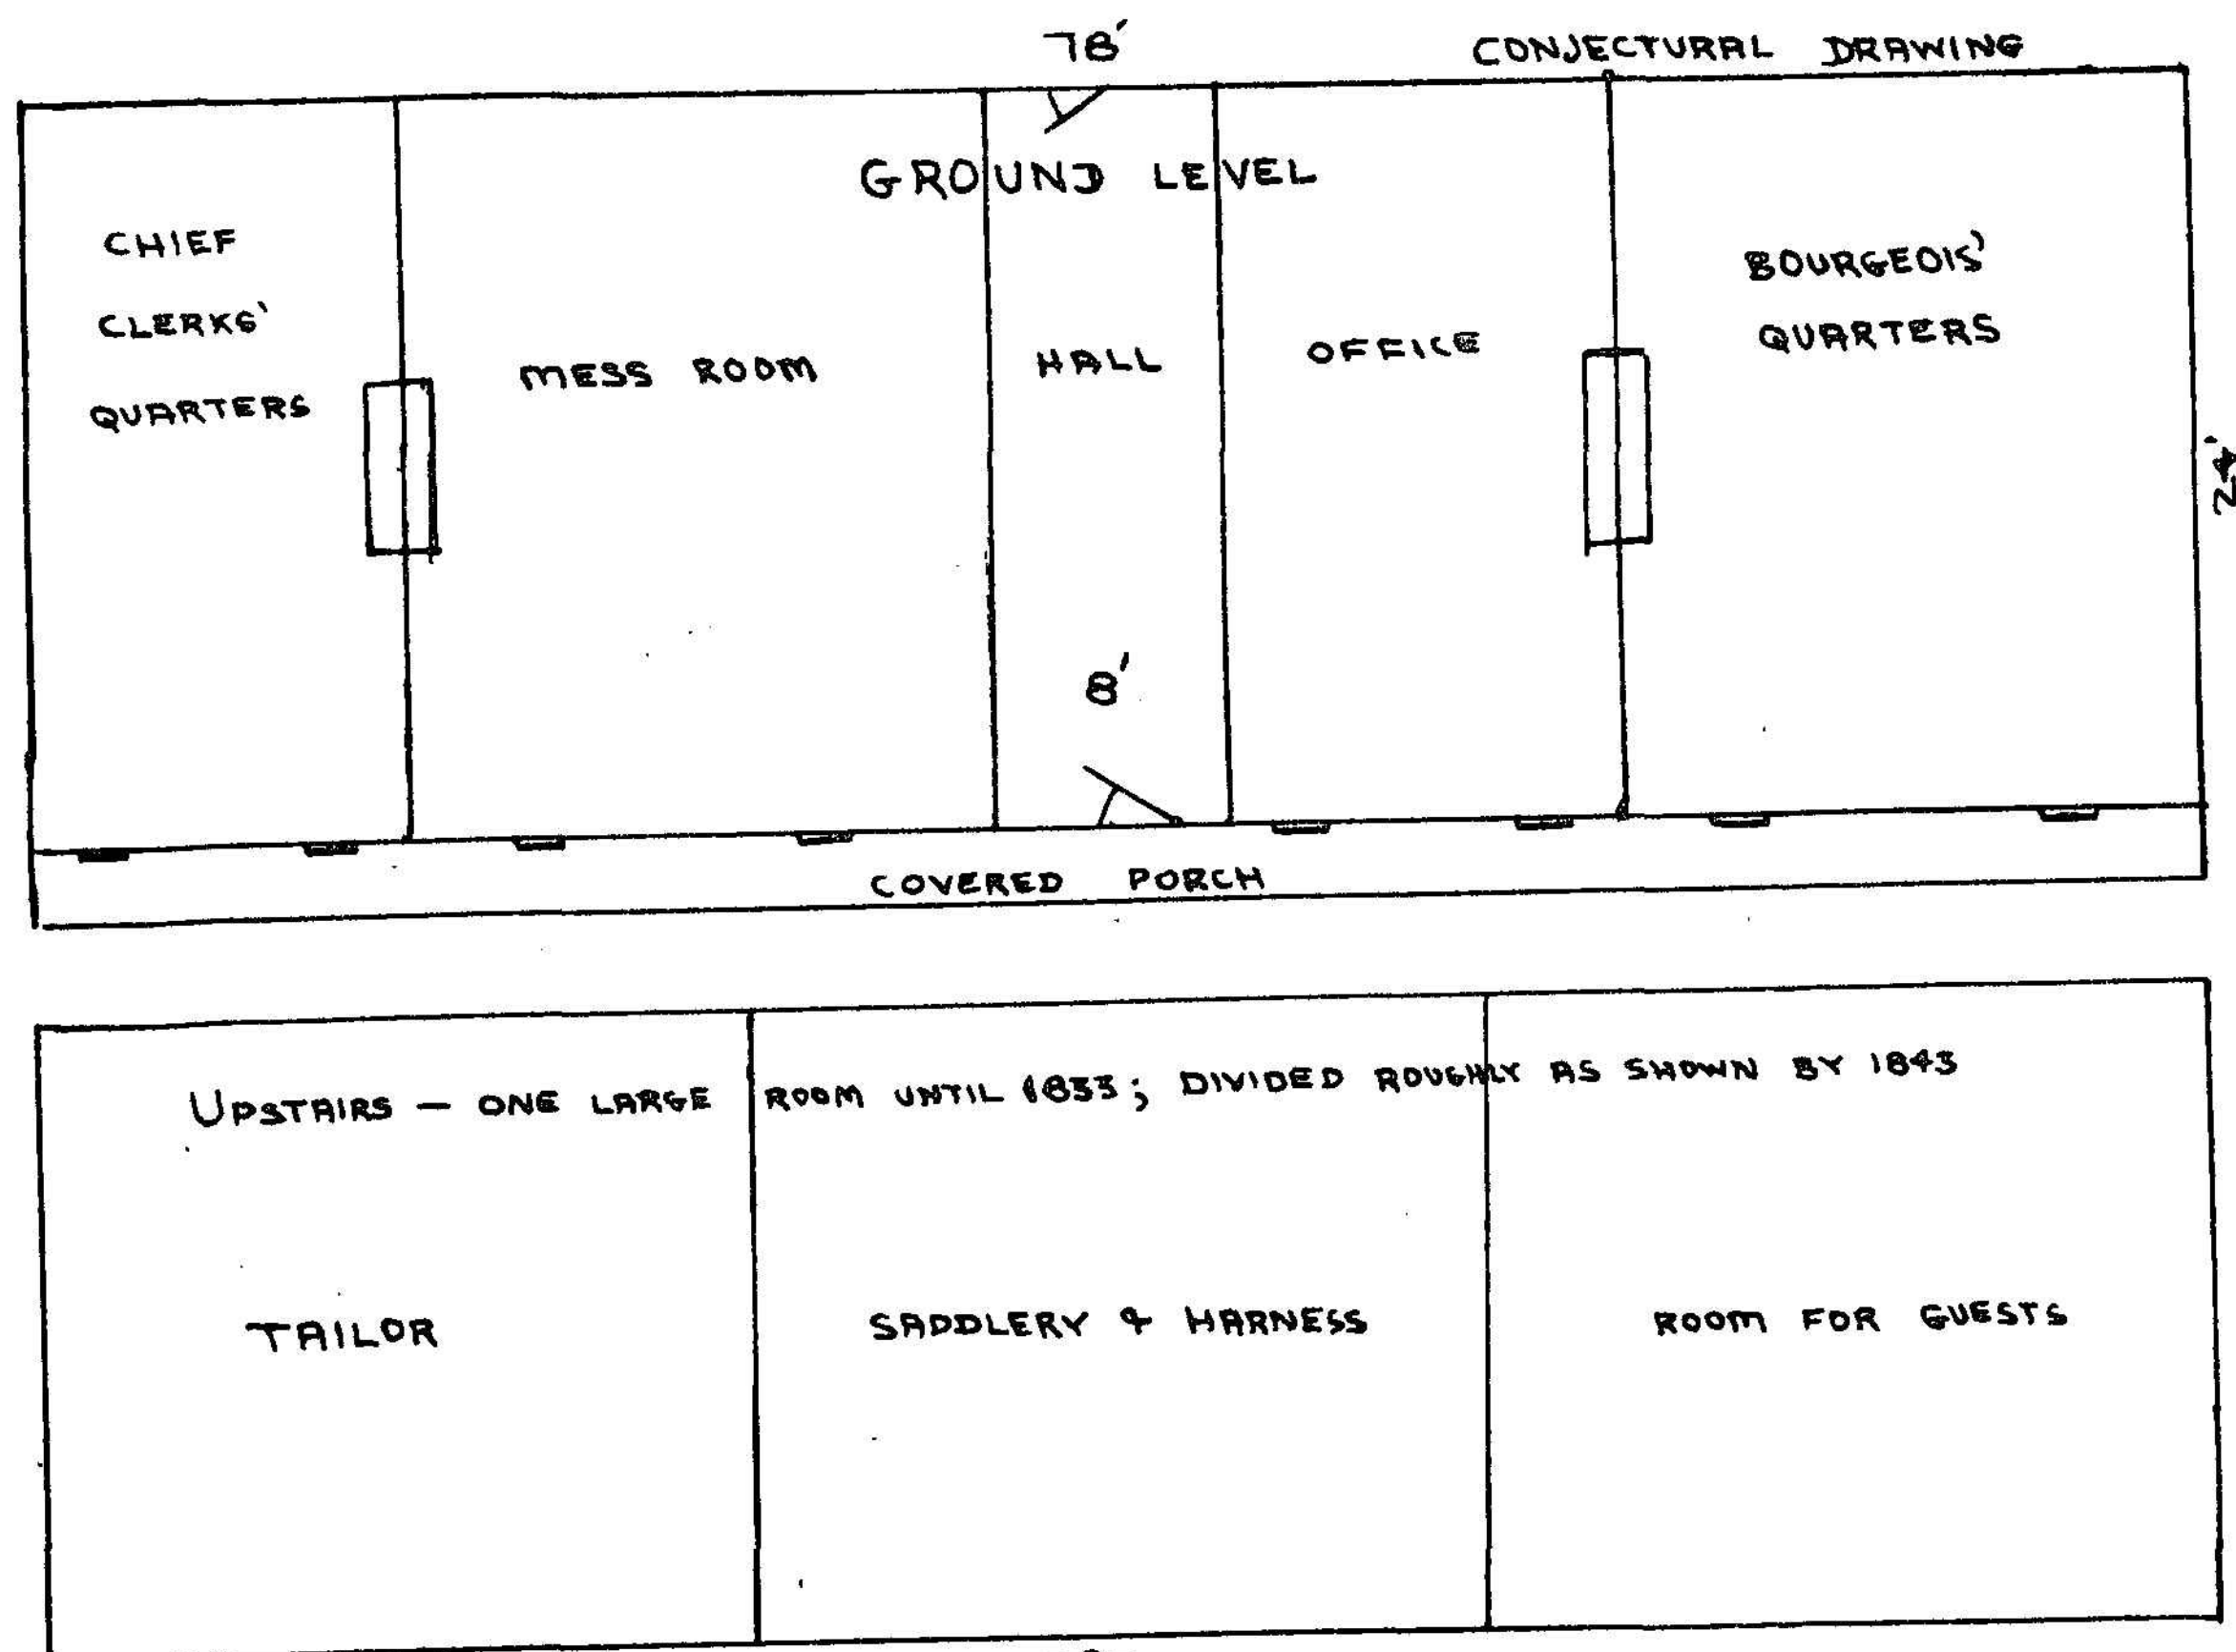 78'
CONJECTURAL DRAWING
GROUND LEVEL
CHIEF
CLERKS'
QUARTERS
MESS ROOM
HALL
OFFICE
BOURGEOIS'
QUARTERS
24'
8'
COVERED PORCH
UPSTAIRS — ONE LARGE ROOM UNTIL 1833; DIVIDED ROUGHLY AS SHOWN BY 1843
TAILOR
SADDLERY & HARNESS
ROOM FOR GUESTS